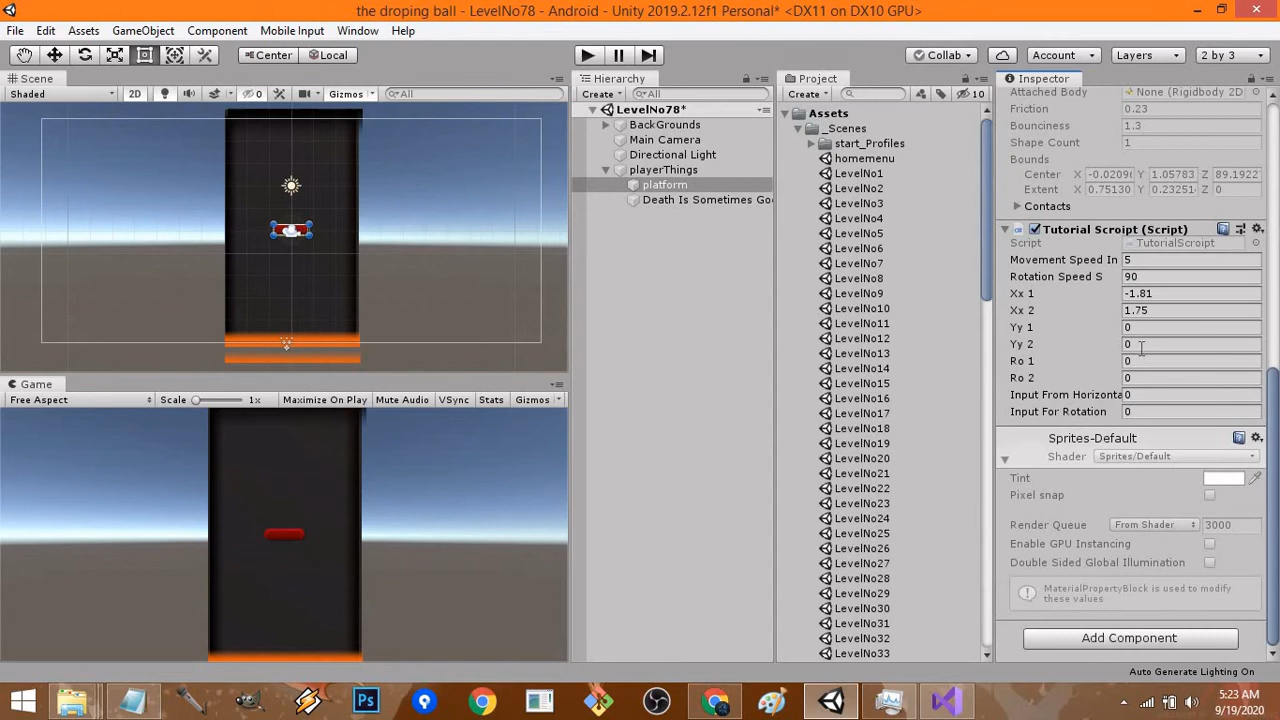 the droping ball - LevelNo78 - Android - Unity 2019.2.12f1 Personal* <DX11 on DX10 GPU>
File Edit Assets GameObject Component Mobile Input Window Help
Center Local Collab Account Layers 2 by 3
Scene
Shaded 2D 0 Gizmos All
Game
Free Aspect Scale 1x Maximize On Play Mute Audio VSync Stats Gizmos
Hierarchy
Create All
LevelNo78*
BackGrounds
Main Camera
Directional Light
playerThings
platform
Death Is Sometimes Go
Project
Create 10
Assets
_Scenes
start_Profiles
homemenu
LevelNo1
LevelNo2
LevelNo3
LevelNo4
LevelNo5
LevelNo6
LevelNo7
LevelNo8
LevelNo9
LevelNo10
LevelNo11
LevelNo12
LevelNo13
LevelNo14
LevelNo15
LevelNo16
LevelNo17
LevelNo18
LevelNo19
LevelNo20
LevelNo21
LevelNo22
LevelNo23
LevelNo24
LevelNo25
LevelNo26
LevelNo27
LevelNo28
LevelNo29
LevelNo30
LevelNo31
LevelNo32
LevelNo33
Inspector
Attached Body None (Rigidbody 2D
Friction 0.23
Bounciness 1.3
Shape Count 1
Bounds
Center X -0.0209 Y 1.05783 Z 89.1922
Extent X 0.75130 Y 0.23251 Z 0
Contacts
Tutorial Scroipt (Script)
Script TutorialScroipt
Movement Speed In 5
Rotation Speed S 90
Xx 1 -1.81
Xx 2 1.75
Yy 1 0
Yy 2 0
Ro 1 0
Ro 2 0
Input From Horizonta 0
Input For Rotation 0
Sprites-Default
Shader Sprites/Default
Tint
Pixel snap
Render Queue From Shader 3000
Enable GPU Instancing
Double Sided Global Illumination
MaterialPropertyBlock is used to modify
these values
Add Component
Auto Generate Lighting On
Ps
5:23 AM
9/19/2020